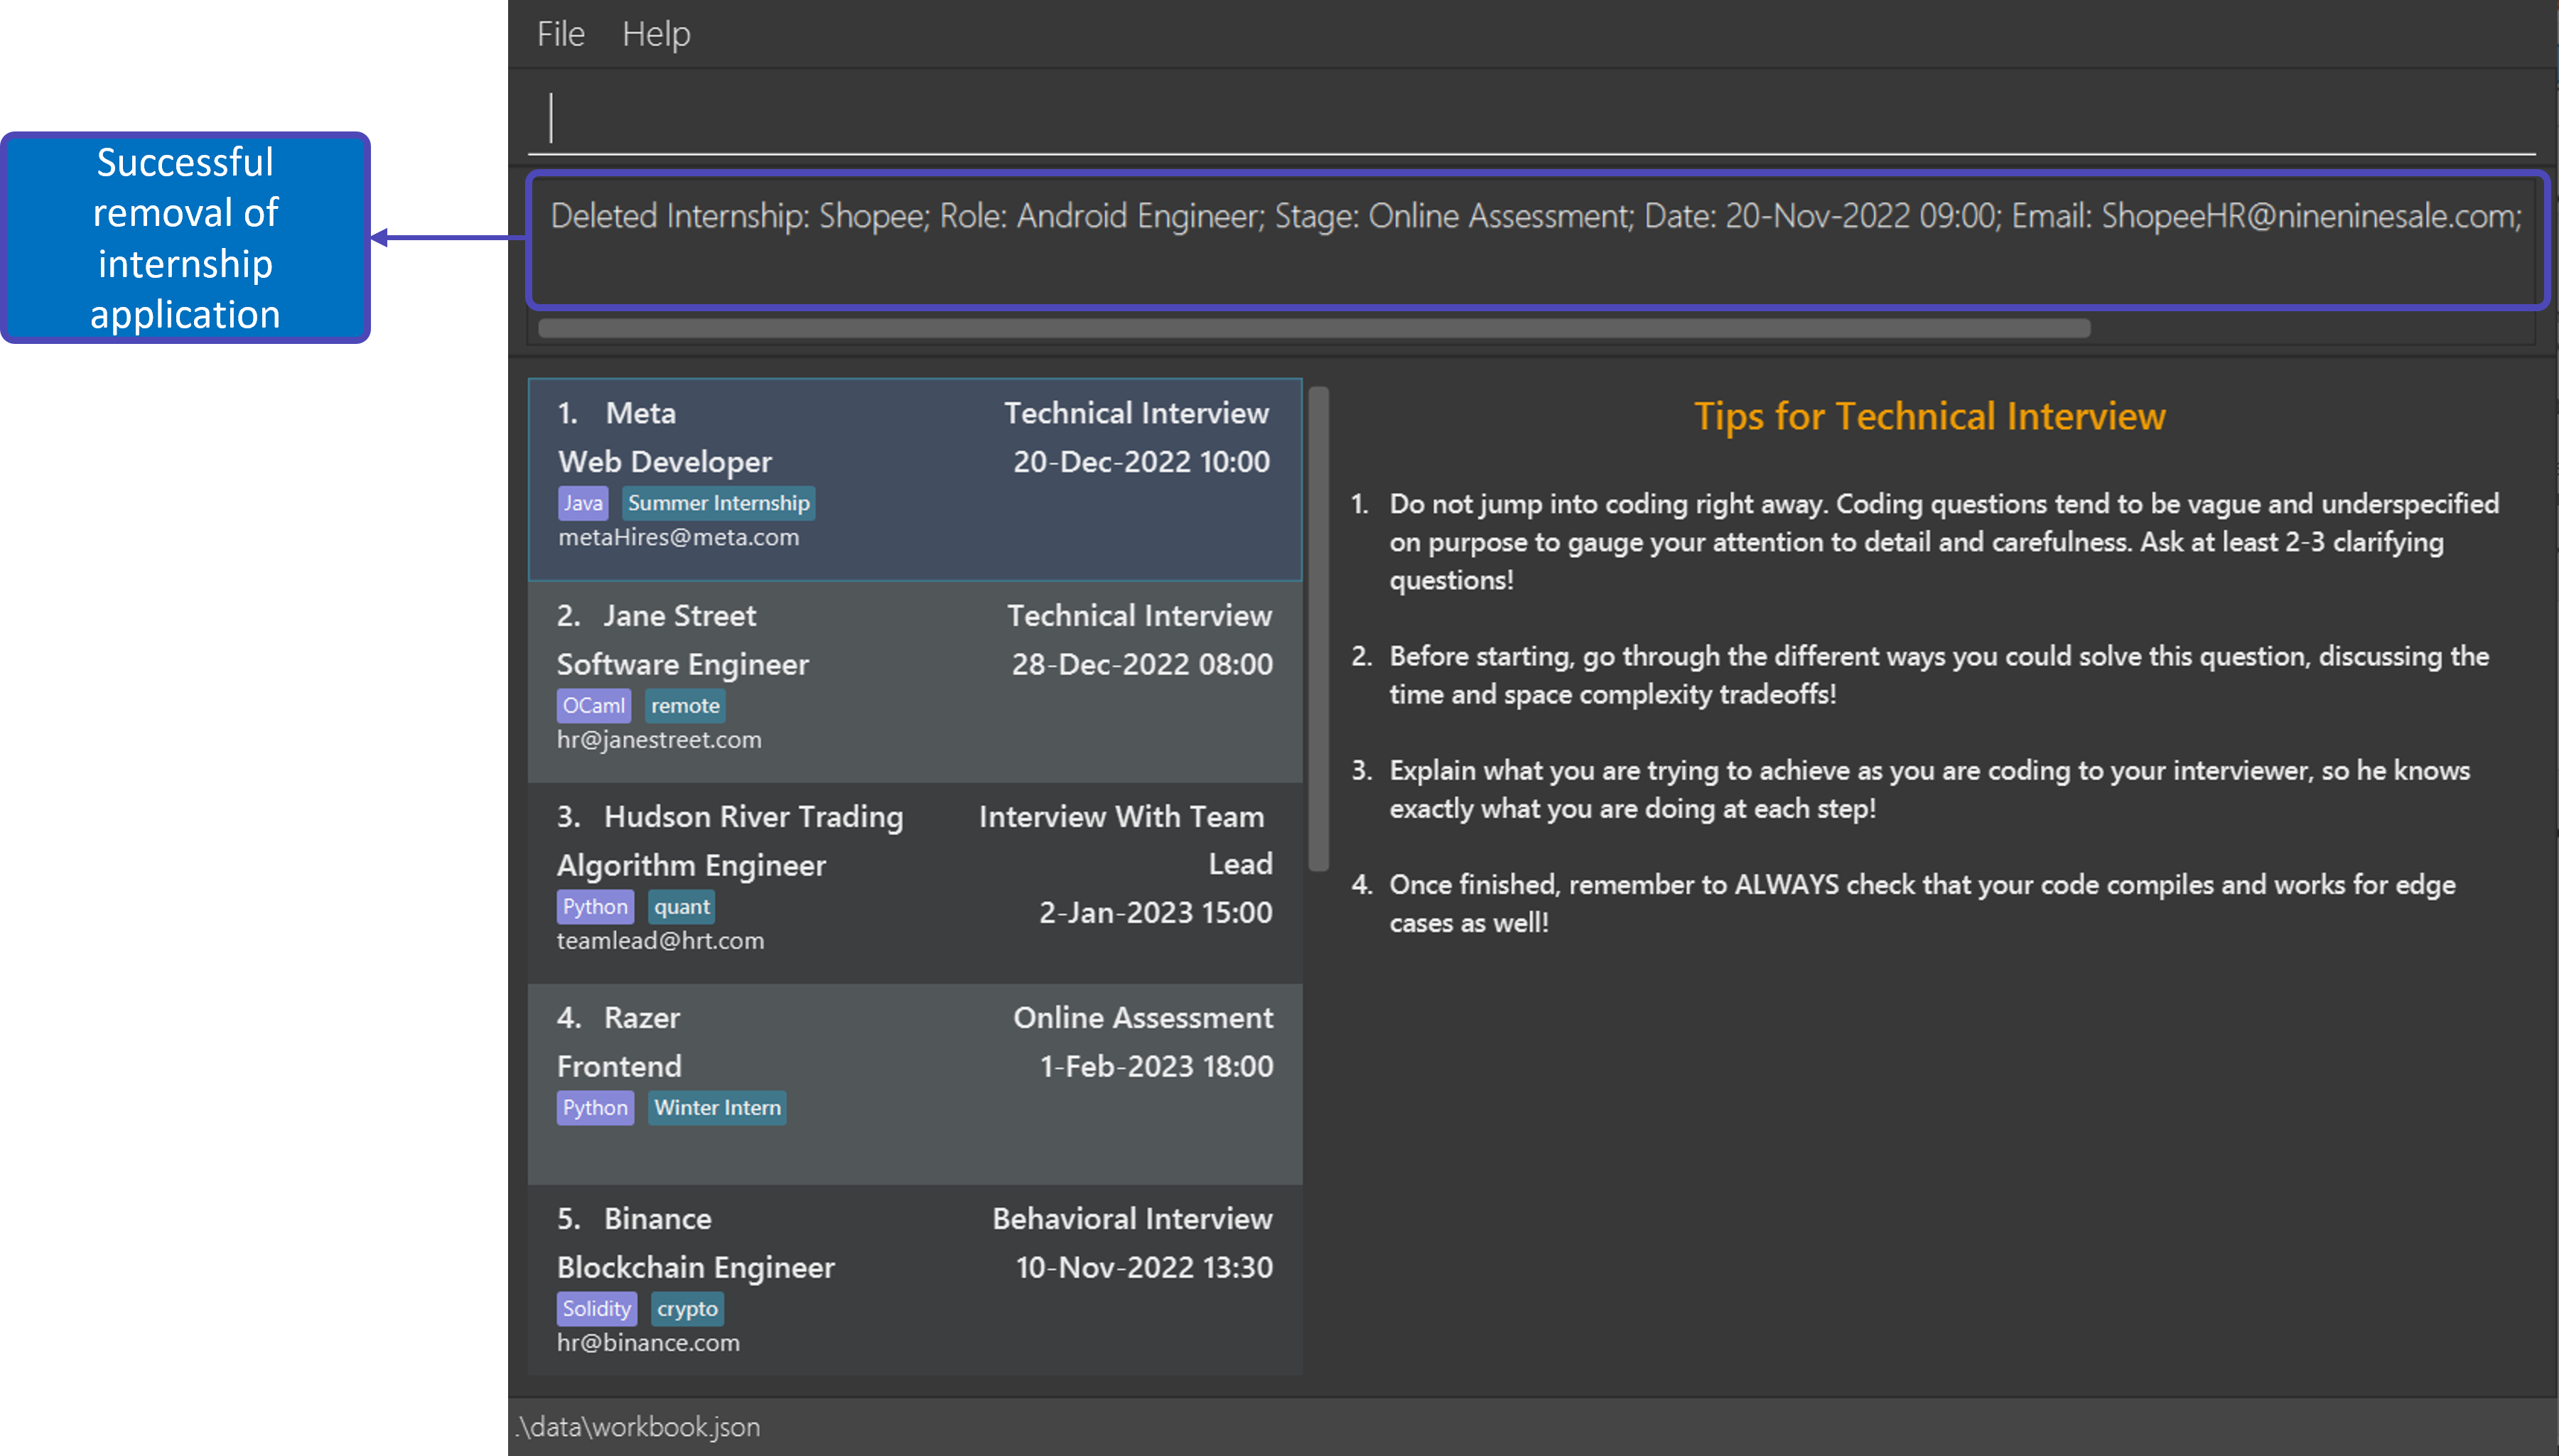 File Help
Successful
removal of
internship
application
Deleted Internship: Shopee; Role: Android Engineer; Stage: Online Assessment; Date: 20-Nov-2022 09:00; Email: ShopeeHR@nineninesale.com;
1. Meta Technical Interview
Web Developer 20-Dec-2022 10:00
Java Summer Internship
metaHires@meta.com
2. Jane Street Technical Interview
Software Engineer 28-Dec-2022 08:00
OCaml remote
hr@janestreet.com
3. Hudson River Trading Interview With Team
Algorithm Engineer Lead
Python quant 2-Jan-2023 15:00
teamlead@hrt.com
4. Razer Online Assessment
Frontend 1-Feb-2023 18:00
Python Winter Intern
5. Binance Behavioral Interview
Blockchain Engineer 10-Nov-2022 13:30
Solidity crypto
hr@binance.com
Tips for Technical Interview
1. Do not jump into coding right away. Coding questions tend to be vague and underspecified
on purpose to gauge your attention to detail and carefulness. Ask at least 2-3 clarifying
questions!
2. Before starting, go through the different ways you could solve this question, discussing the
time and space complexity tradeoffs!
3. Explain what you are trying to achieve as you are coding to your interviewer, so he knows
exactly what you are doing at each step!
4. Once finished, remember to ALWAYS check that your code compiles and works for edge
cases as well!
.\data\workbook.json